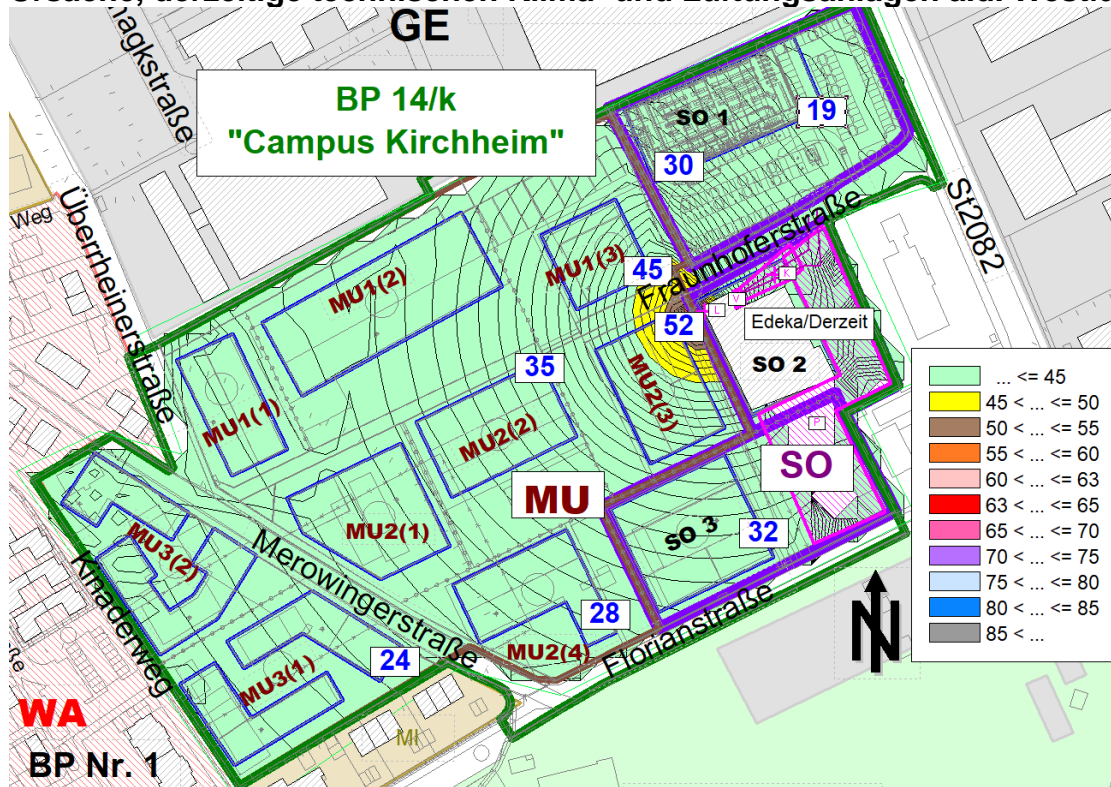 GE
hagkstraße
BP 14/k
"Campus Kirchheim"
SO 1
19
30
St2082
Weg
Überrheinerstraße
MU1(2)
MU1(3)
45
Fraunhoferstraße
K
V
L
52
Edeka/Derzeit
SO 2
35
MU2(3)
MU1(1)
MU2(2)
P
SO
MU
MU2(1)
SO 3
32
MU3(2)
Merowingerstraße
Knaderweg
28
MU2(4)
Florianstraße
24
MU3(1)
N
WA
MI
BP Nr. 1
... <= 45
45 < ... <= 50
50 < ... <= 55
55 < ... <= 60
60 < ... <= 63
63 < ... <= 65
65 < ... <= 70
70 < ... <= 75
75 < ... <= 80
80 < ... <= 85
85 < ...